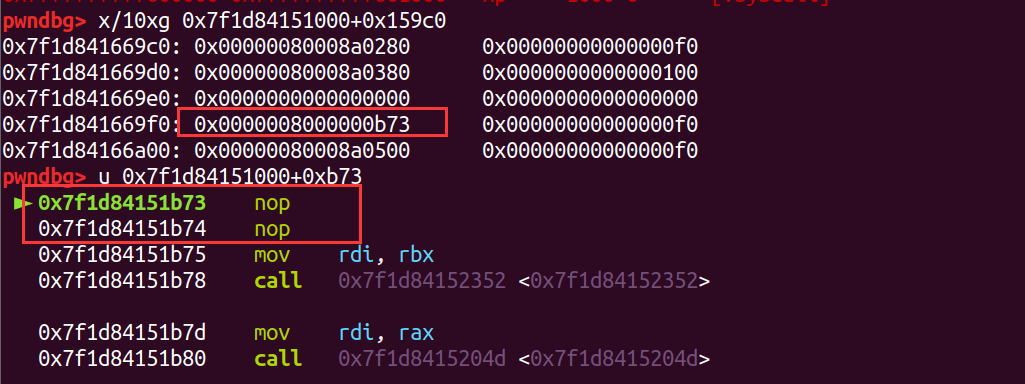 pwndbg> x/10xg 0x7f1d84151000+0x159c0
0x7f1d841669c0: 0x00000080008a0280 0x00000000000000f0
0x7f1d841669d0: 0x00000080008a0380 0x0000000000000100
0x7f1d841669e0: 0x0000000000000000 0x0000000000000000
0x7f1d841669f0: 0x0000008000000b73 0x00000000000000f0
0x7f1d84166a00: 0x00000080008a0500 0x00000000000000f0
pwndbg> u 0x7f1d84151000+0xb73
► 0x7f1d84151b73 nop
0x7f1d84151b74 nop
0x7f1d84151b75 mov rdi, rbx
0x7f1d84151b78 call 0x7f1d84152352 <0x7f1d84152352>
0x7f1d84151b7d mov rdi, rax
0x7f1d84151b80 call 0x7f1d8415204d <0x7f1d8415204d>